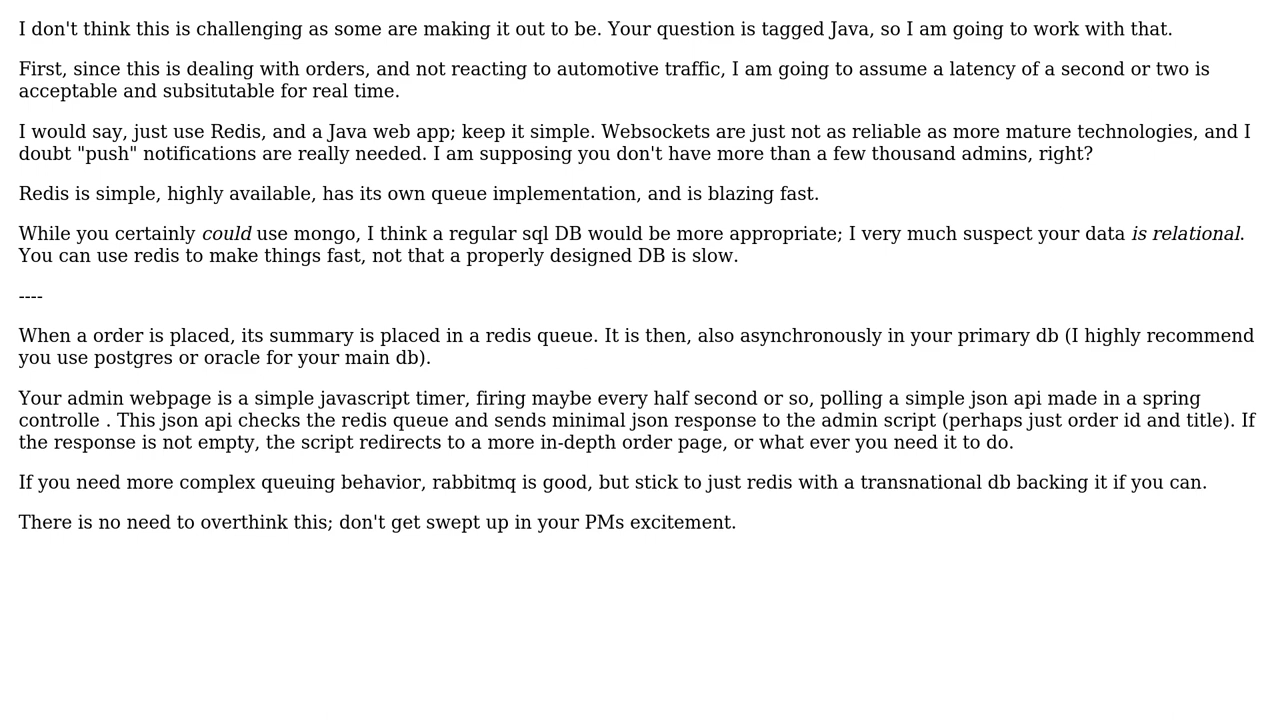 I don't think this is challenging as some are making it out to be. Your question is tagged Java, so I am going to work with that.
First, since this is dealing with orders, and not reacting to automotive traffic, I am going to assume a latency of a second or two is
acceptable and subsitutable for real time.
I would say, just use Redis, and a Java web app; keep it simple. Websockets are just not as reliable as more mature technologies, and I
doubt "push" notifications are really needed. I am supposing you don't have more than a few thousand admins, right?
Redis is simple, highly available, has its own queue implementation, and is blazing fast.
While you certainly could use mongo, I think a regular sql DB would be more appropriate; I very much suspect your data is relational.
You can use redis to make things fast, not that a properly designed DB is slow.
----
When a order is placed, its summary is placed in a redis queue. It is then, also asynchronously in your primary db (I highly recommend
you use postgres or oracle for your main db).
Your admin webpage is a simple javascript timer, firing maybe every half second or so, polling a simple json api made in a spring
controlle . This json api checks the redis queue and sends minimal json response to the admin script (perhaps just order id and title). If
the response is not empty, the script redirects to a more in-depth order page, or what ever you need it to do.
If you need more complex queuing behavior, rabbitmq is good, but stick to just redis with a transnational db backing it if you can.
There is no need to overthink this; don't get swept up in your PMs excitement.